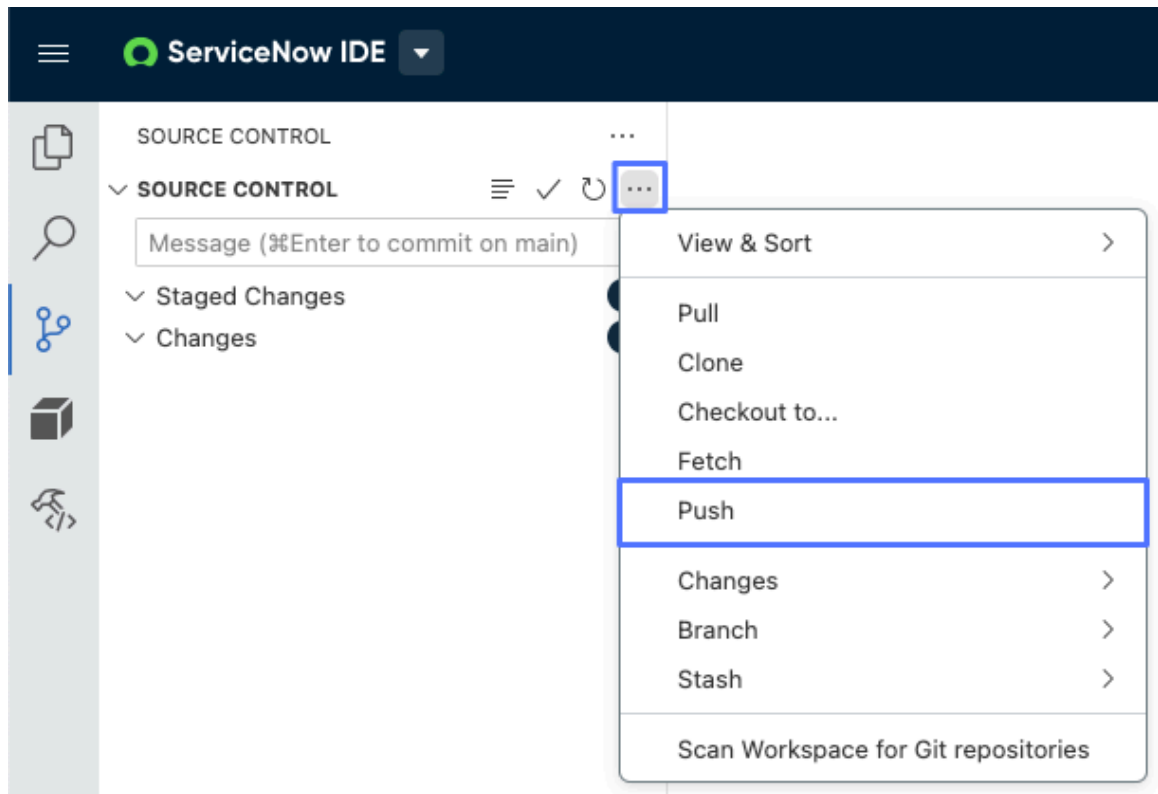 ServiceNow IDE
SOURCE CONTROL
SOURCE CONTROL
Message (⌘Enter to commit on main)
Staged Changes
Changes
View & Sort
Pull
Clone
Checkout to...
Fetch
Push
Changes
Branch
Stash
Scan Workspace for Git repositories